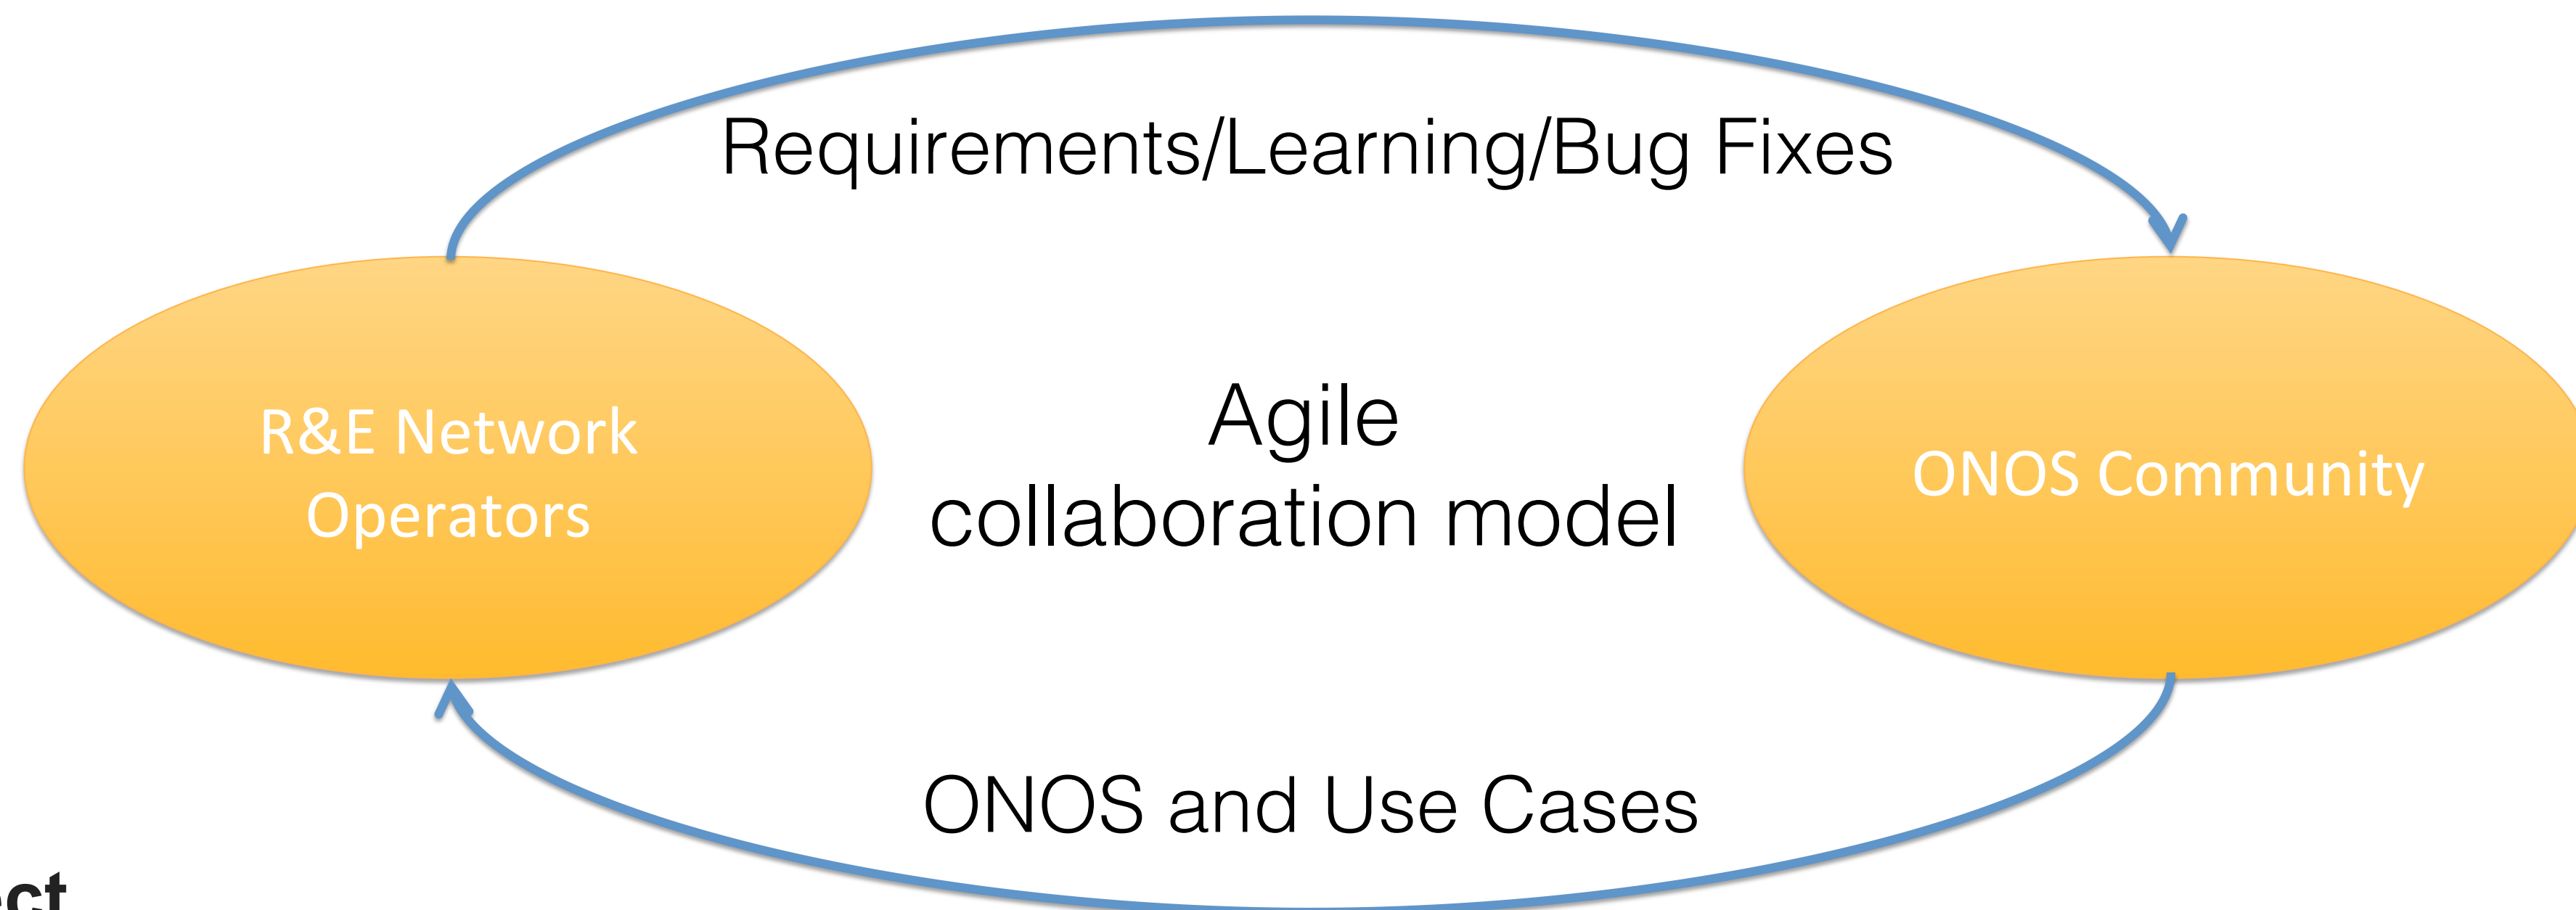 Requirements/Learning/Bug Fixes
R&E Network
Operators
Agile
collaboration model
ONOS Community
ONOS and Use Cases